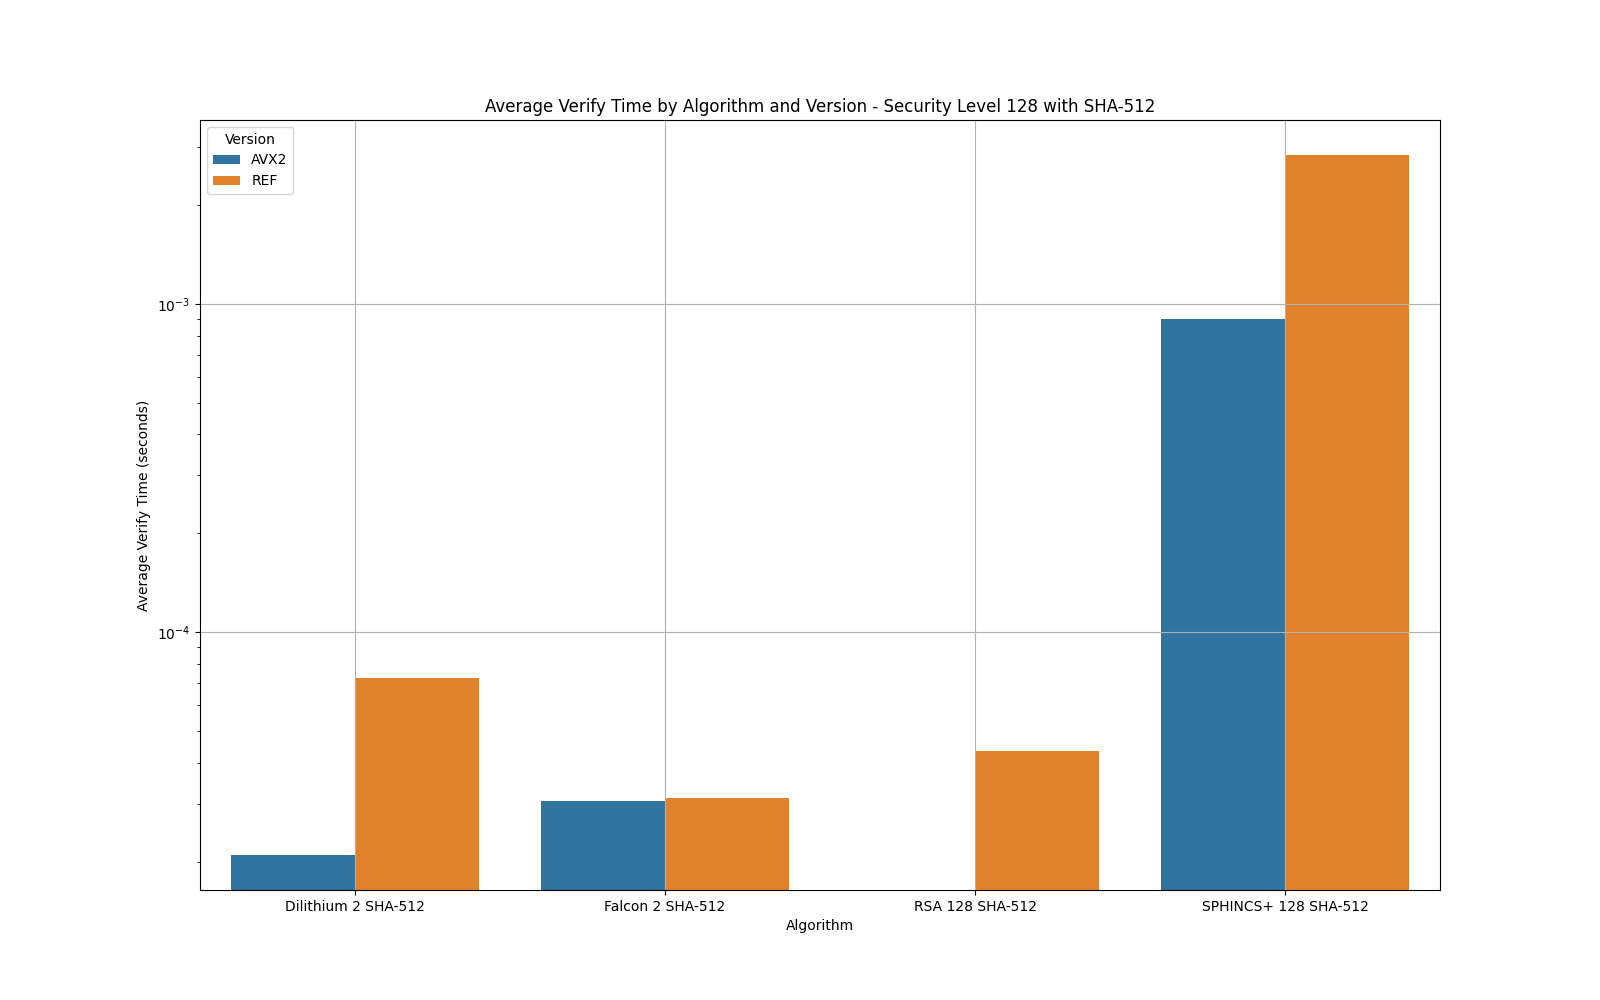 Average Verify Time by Algorithm and Version - Security Level 128 with SHA-512
Version
AVX2
REF
10⁻³
10⁻⁴
Average Verify Time (seconds)
Dilithium 2 SHA-512
Falcon 2 SHA-512
RSA 128 SHA-512
SPHINCS+ 128 SHA-512
Algorithm